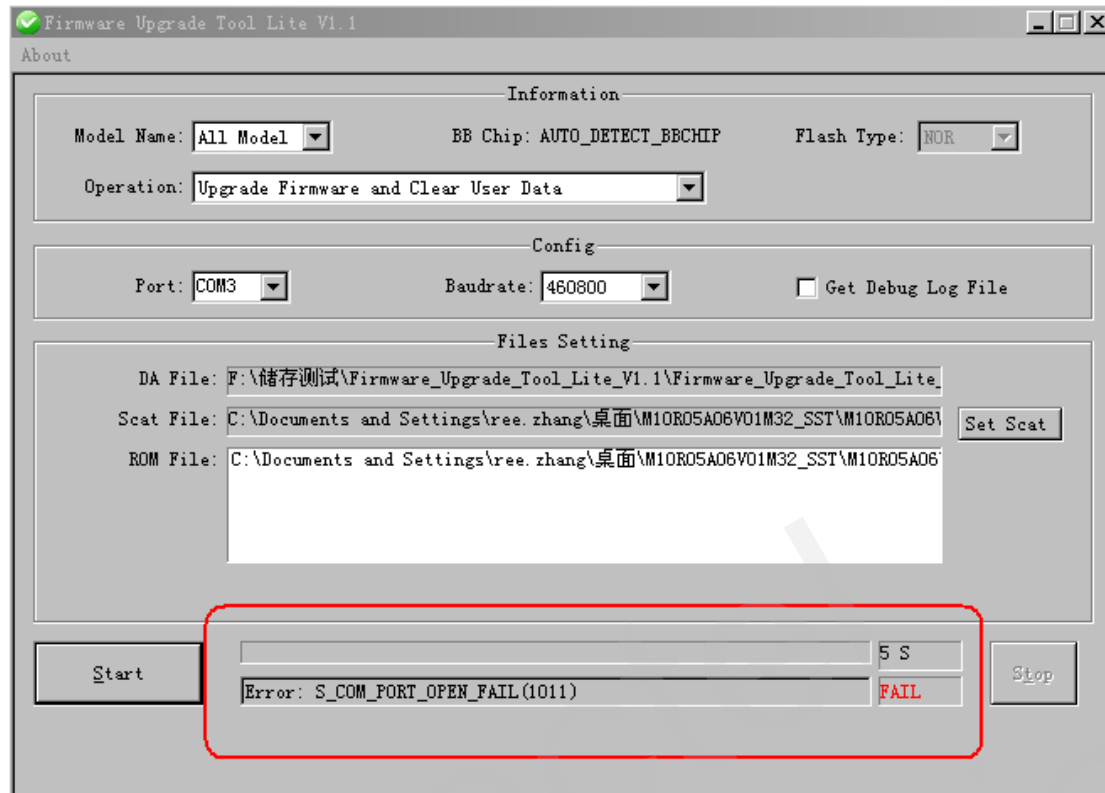 Firmware Upgrade Tool Lite V1.1
About
Information
Model Name: All Model BB Chip: AUTO_DETECT_BBCHIP Flash Type: NOR
Operation: Upgrade Firmware and Clear User Data
Config
Port: COM3 Baudrate: 460800 Get Debug Log File
Files Setting
DA File: F:\储存测试\Firmware_Upgrade_Tool_Lite_V1.1\Firmware_Upgrade_Tool_Lite_
Scat File: C:\Documents and Settings\ree.zhang\桌面\M10R05A06V01M32_SST\M10R05A06\ Set Scat
ROM File: C:\Documents and Settings\ree.zhang\桌面\M10R05A06V01M32_SST\M10R05A06
5 S
Start Stop
Error: S_COM_PORT_OPEN_FAIL(1011) FAIL